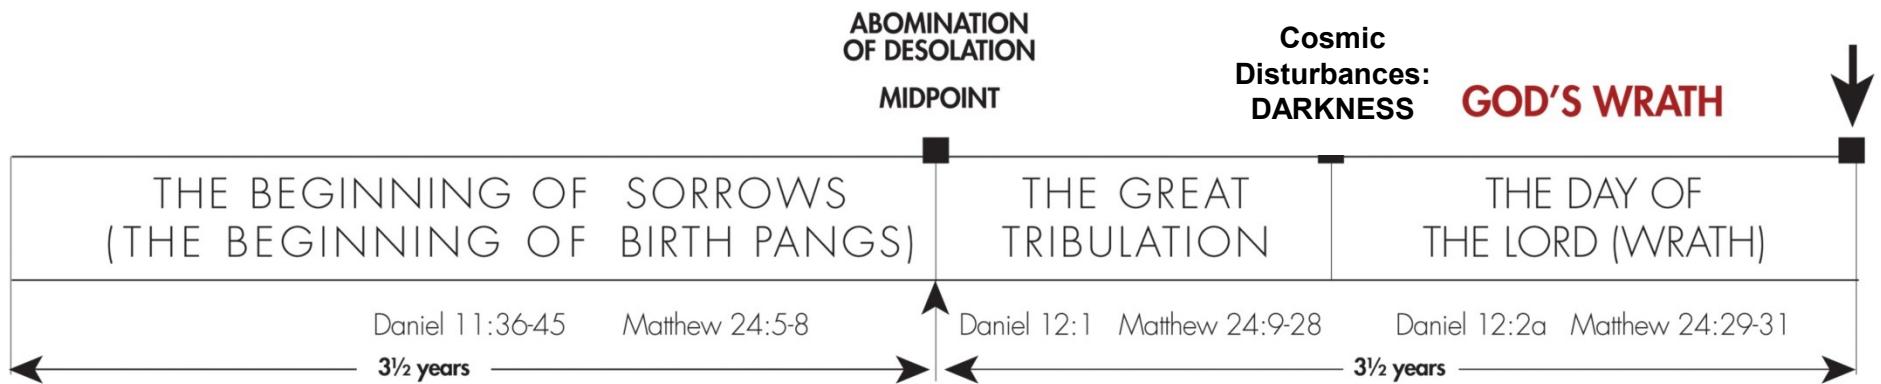 ABOMINATION
OF DESOLATION
MIDPOINT
Cosmic
Disturbances:
DARKNESS
GOD'S WRATH
THE BEGINNING OF SORROWS
(THE BEGINNING OF BIRTH PANGS)
THE GREAT
TRIBULATION
THE DAY OF
THE LORD (WRATH)
Daniel 11:36-45 Matthew 24:5-8
Daniel 12:1 Matthew 24:9-28
Daniel 12:2a Matthew 24:29-31
3½ years
3½ years